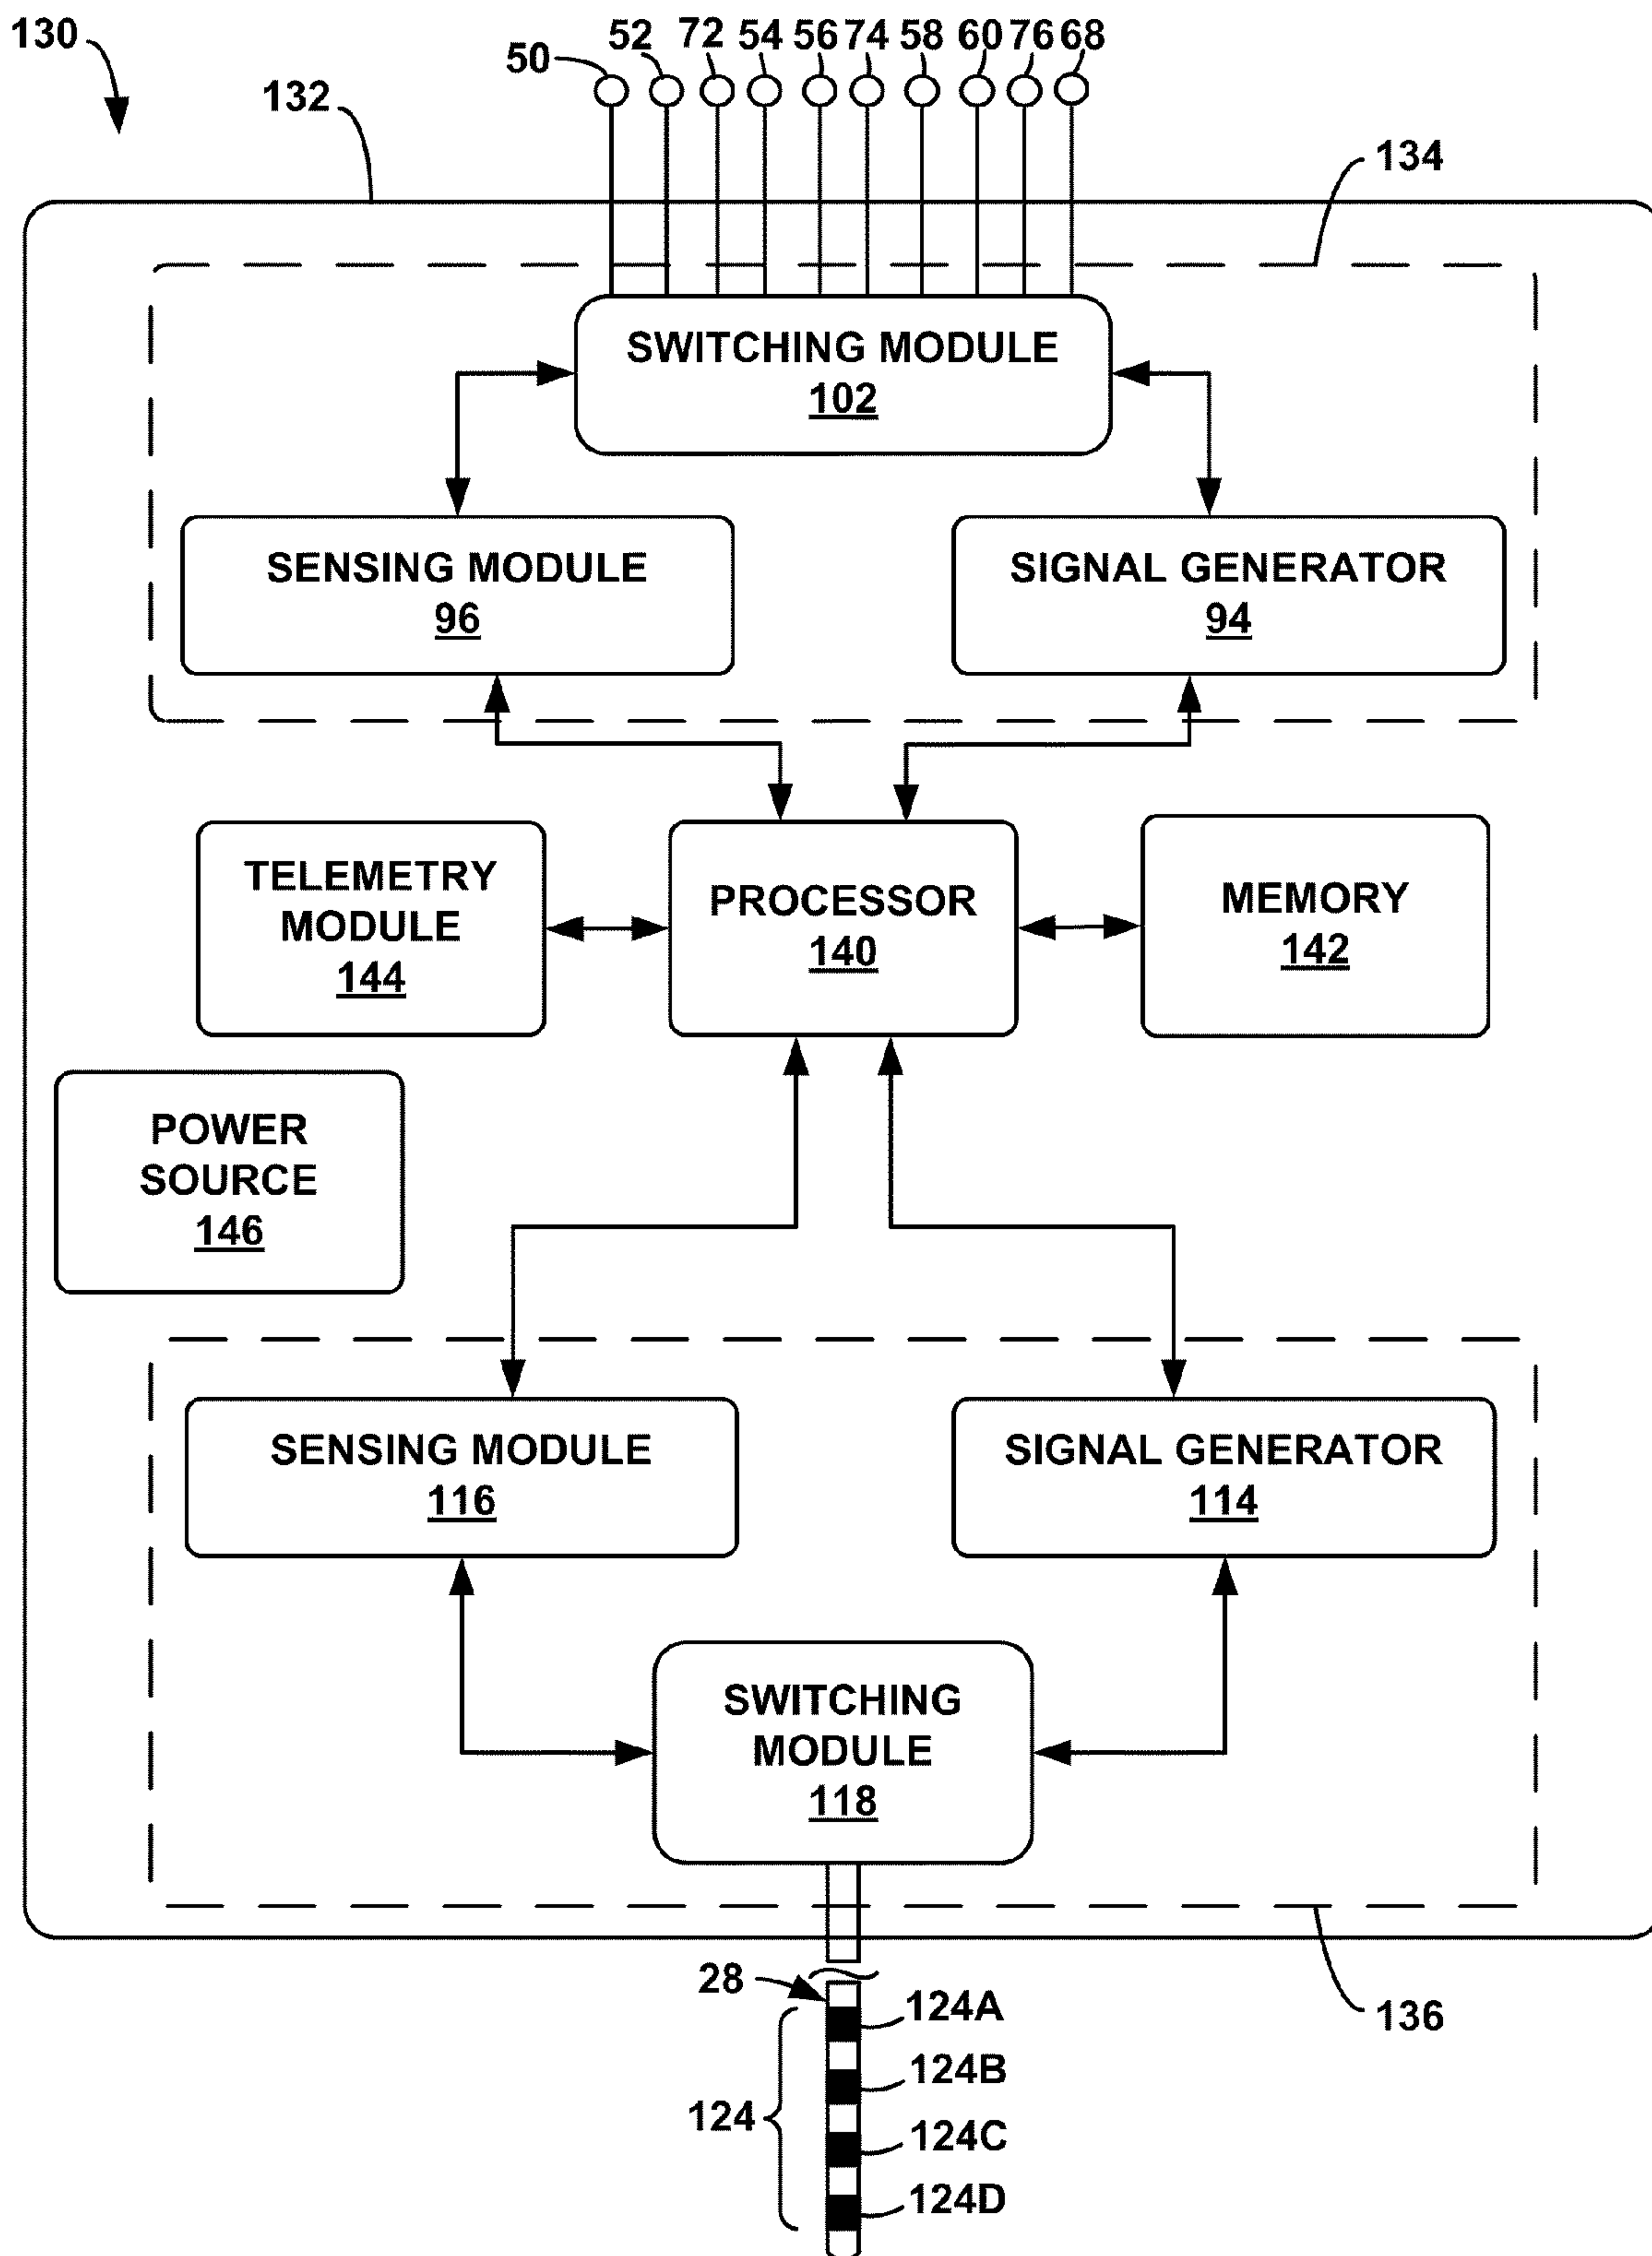 130
50 52 72 54 56 74 58 60 76 68
132
134
SWITCHING MODULE
102
SENSING MODULE
96
SIGNAL GENERATOR
94
TELEMETRY
MODULE
144
PROCESSOR
140
MEMORY
142
POWER
SOURCE
146
SENSING MODULE
116
SIGNAL GENERATOR
114
SWITCHING
MODULE
118
28
124A
136
124B
124
124C
124D